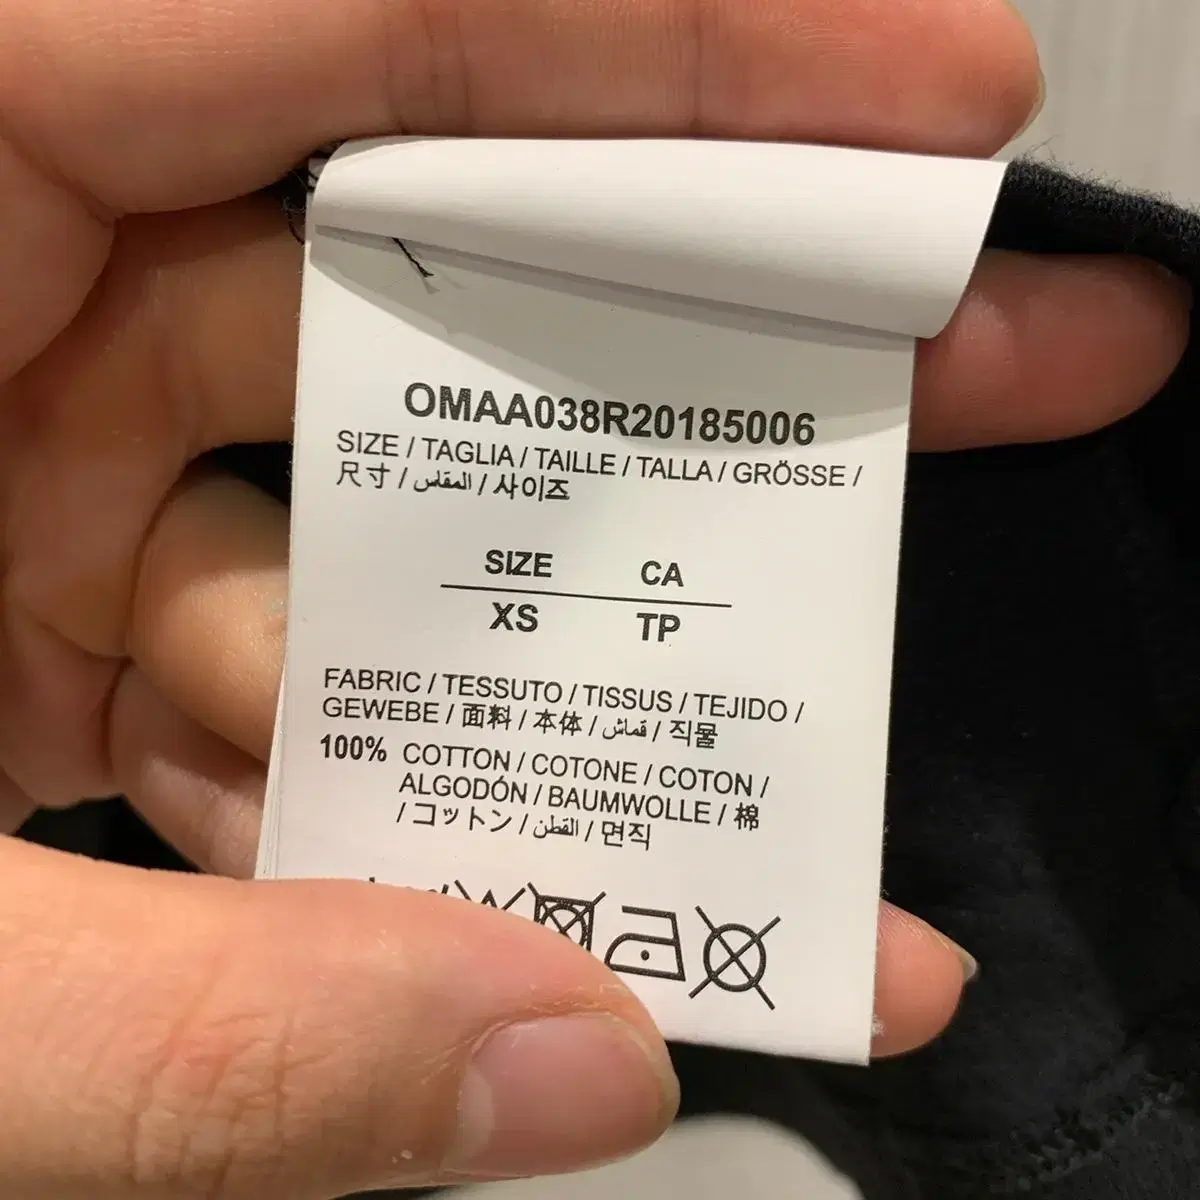 OMAA038R20185006
SIZE / TAGLIA / TAILLE / TALLA / GRÖSSE /
尺寸 / المقاس / 사이즈
SIZE CA
XS TP
FABRIC / TESSUTO / TISSUS / TEJIDO /
GEWEBE / 面料 / 本体 / قماش / 직물
100% COTTON / COTONE / COTON /
ALGODÓN / BAUMWOLLE / 棉
/ コットン / القطن / 면직